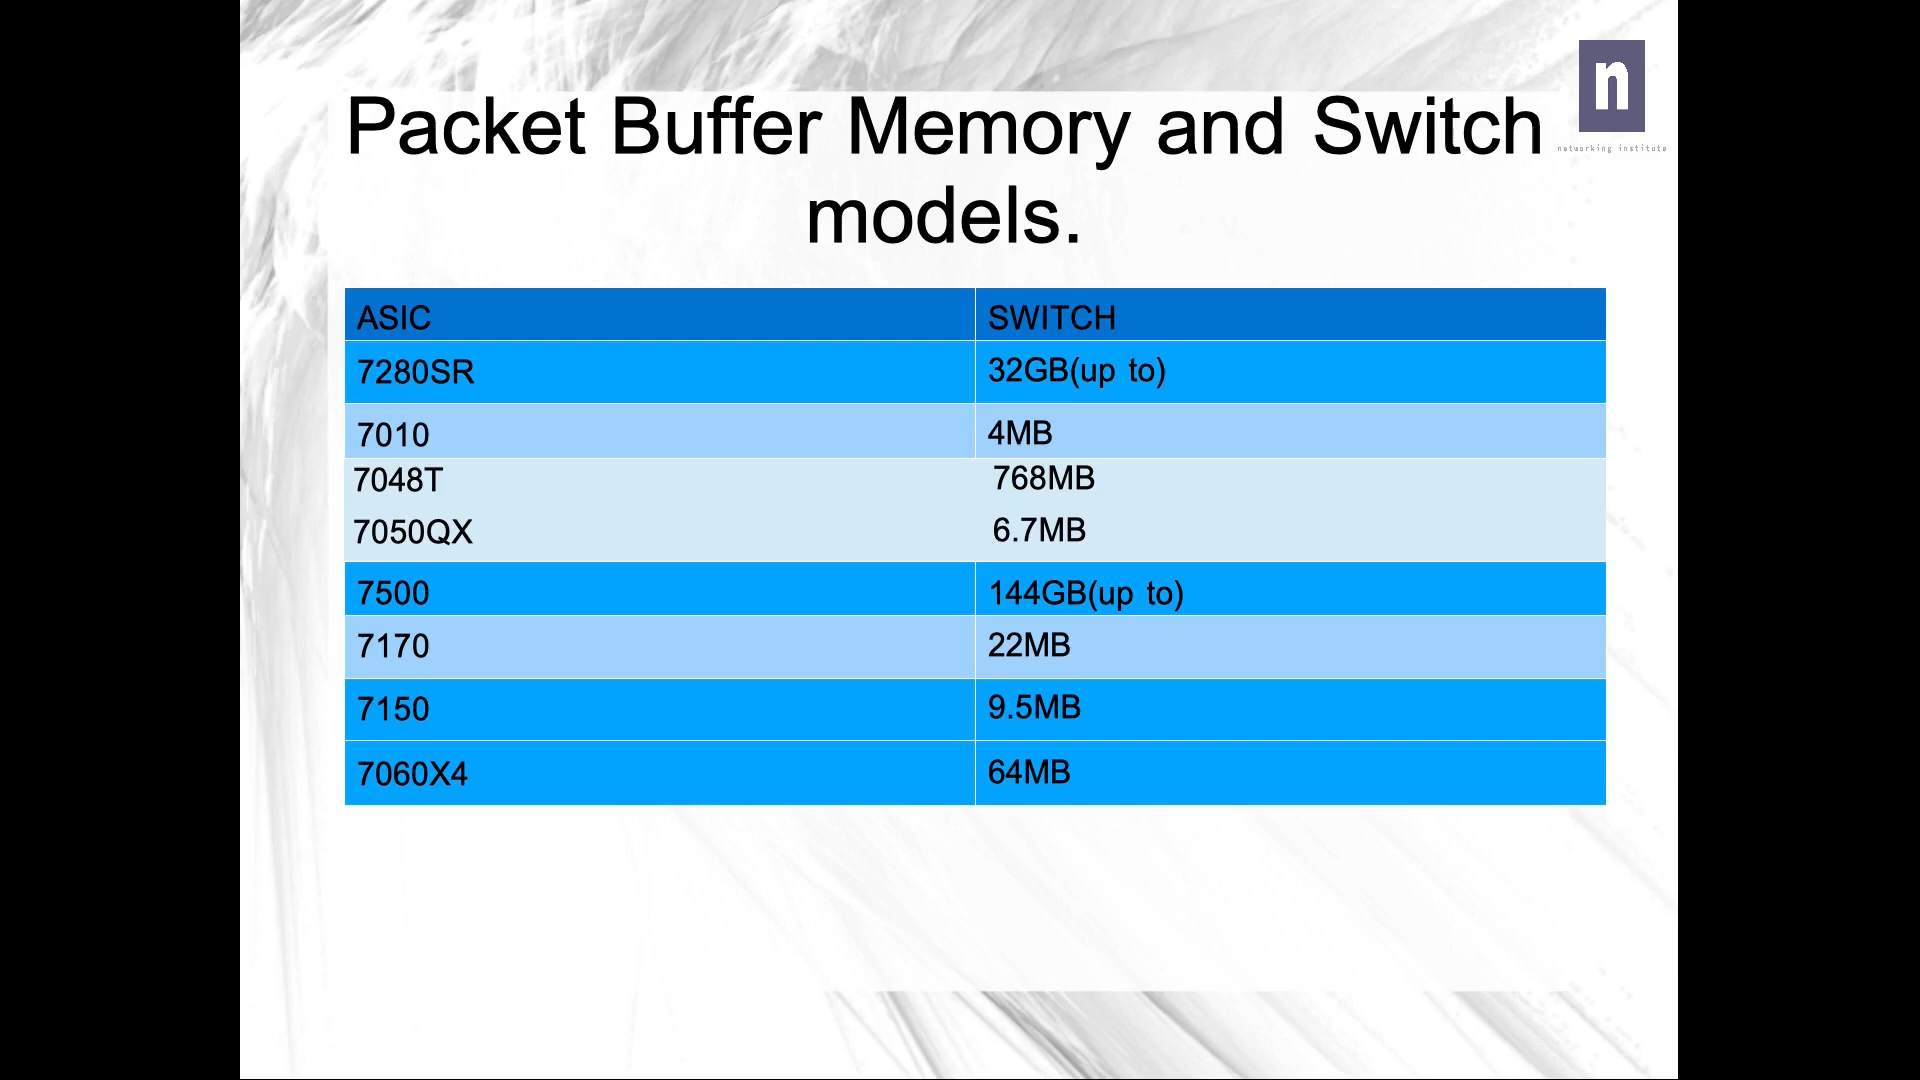 n
networking institute
Packet Buffer Memory and Switch
models.
ASIC SWITCH
7280SR 32GB(up to)
7010 4MB
7048T 768MB
7050QX 6.7MB
7500 144GB(up to)
7170 22MB
7150 9.5MB
7060X4 64MB